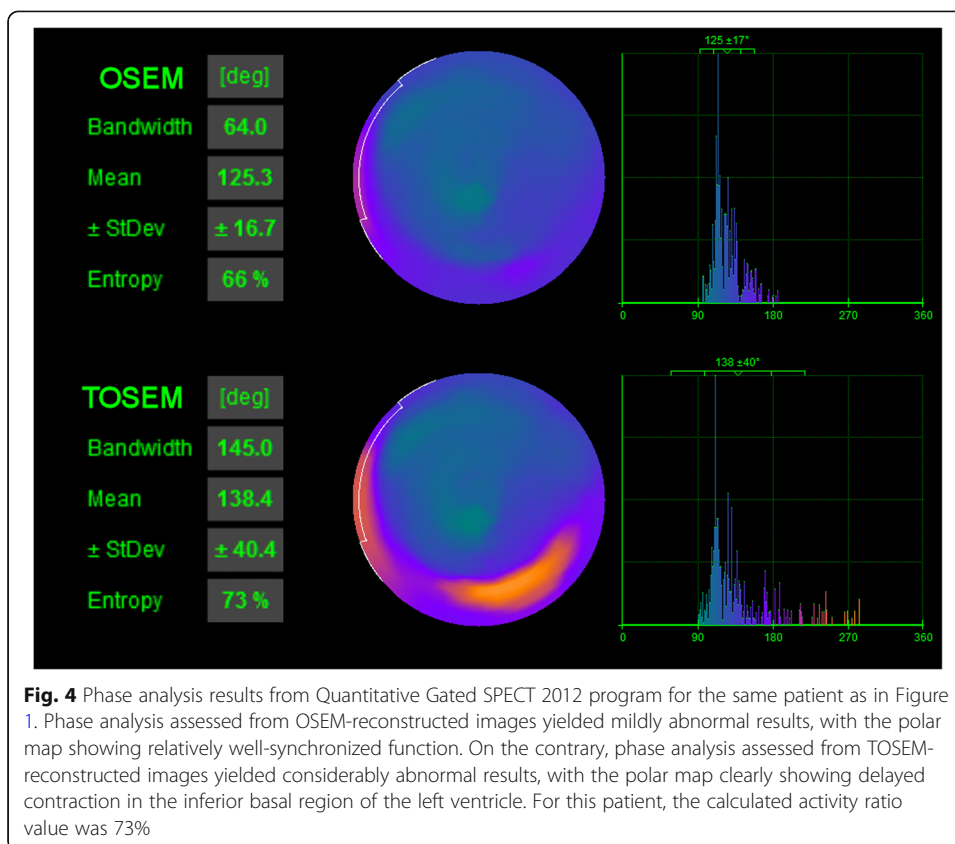 OSEM [deg]
Bandwidth 64.0
Mean 125.3
± StDev ± 16.7
Entropy 66 %
125 ±17°
0 90 180 270 360
TOSEM [deg]
Bandwidth 145.0
Mean 138.4
± StDev ± 40.4
Entropy 73 %
138 ±40°
0 90 180 270 360
Fig. 4 Phase analysis results from Quantitative Gated SPECT 2012 program for the same patient as in Figure
1. Phase analysis assessed from OSEM-reconstructed images yielded mildly abnormal results, with the polar
map showing relatively well-synchronized function. On the contrary, phase analysis assessed from TOSEM-
reconstructed images yielded considerably abnormal results, with the polar map clearly showing delayed
contraction in the inferior basal region of the left ventricle. For this patient, the calculated activity ratio
value was 73%